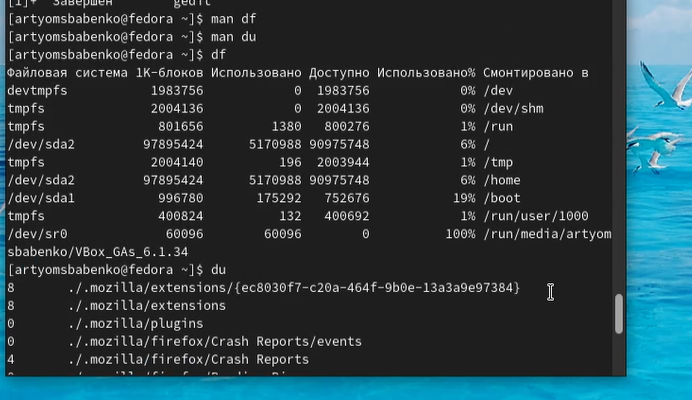 [1]+  Завершен        gedit
[artyomsbabenko@fedora ~]$ man df
[artyomsbabenko@fedora ~]$ man du
[artyomsbabenko@fedora ~]$ df
Файловая система 1K-блоков Использовано Доступно Использовано% Смонтировано в
devtmpfs           1983756            0  1983756            0% /dev
tmpfs              2004136            0  2004136            0% /dev/shm
tmpfs               801656         1380   800276            1% /run
/dev/sda2         97895424      5170988 90975748            6% /
tmpfs              2004140          196  2003944            1% /tmp
/dev/sda2         97895424      5170988 90975748            6% /home
/dev/sda1           996780       175292   752676           19% /boot
tmpfs               400824          132   400692            1% /run/user/1000
/dev/sr0             60096        60096        0          100% /run/media/artyom
sbabenko/VBox_GAs_6.1.34
[artyomsbabenko@fedora ~]$ du
8       ./.mozilla/extensions/{ec8030f7-c20a-464f-9b0e-13a3a9e97384}
8       ./.mozilla/extensions
0       ./.mozilla/plugins
0       ./.mozilla/firefox/Crash Reports/events
4       ./.mozilla/firefox/Crash Reports